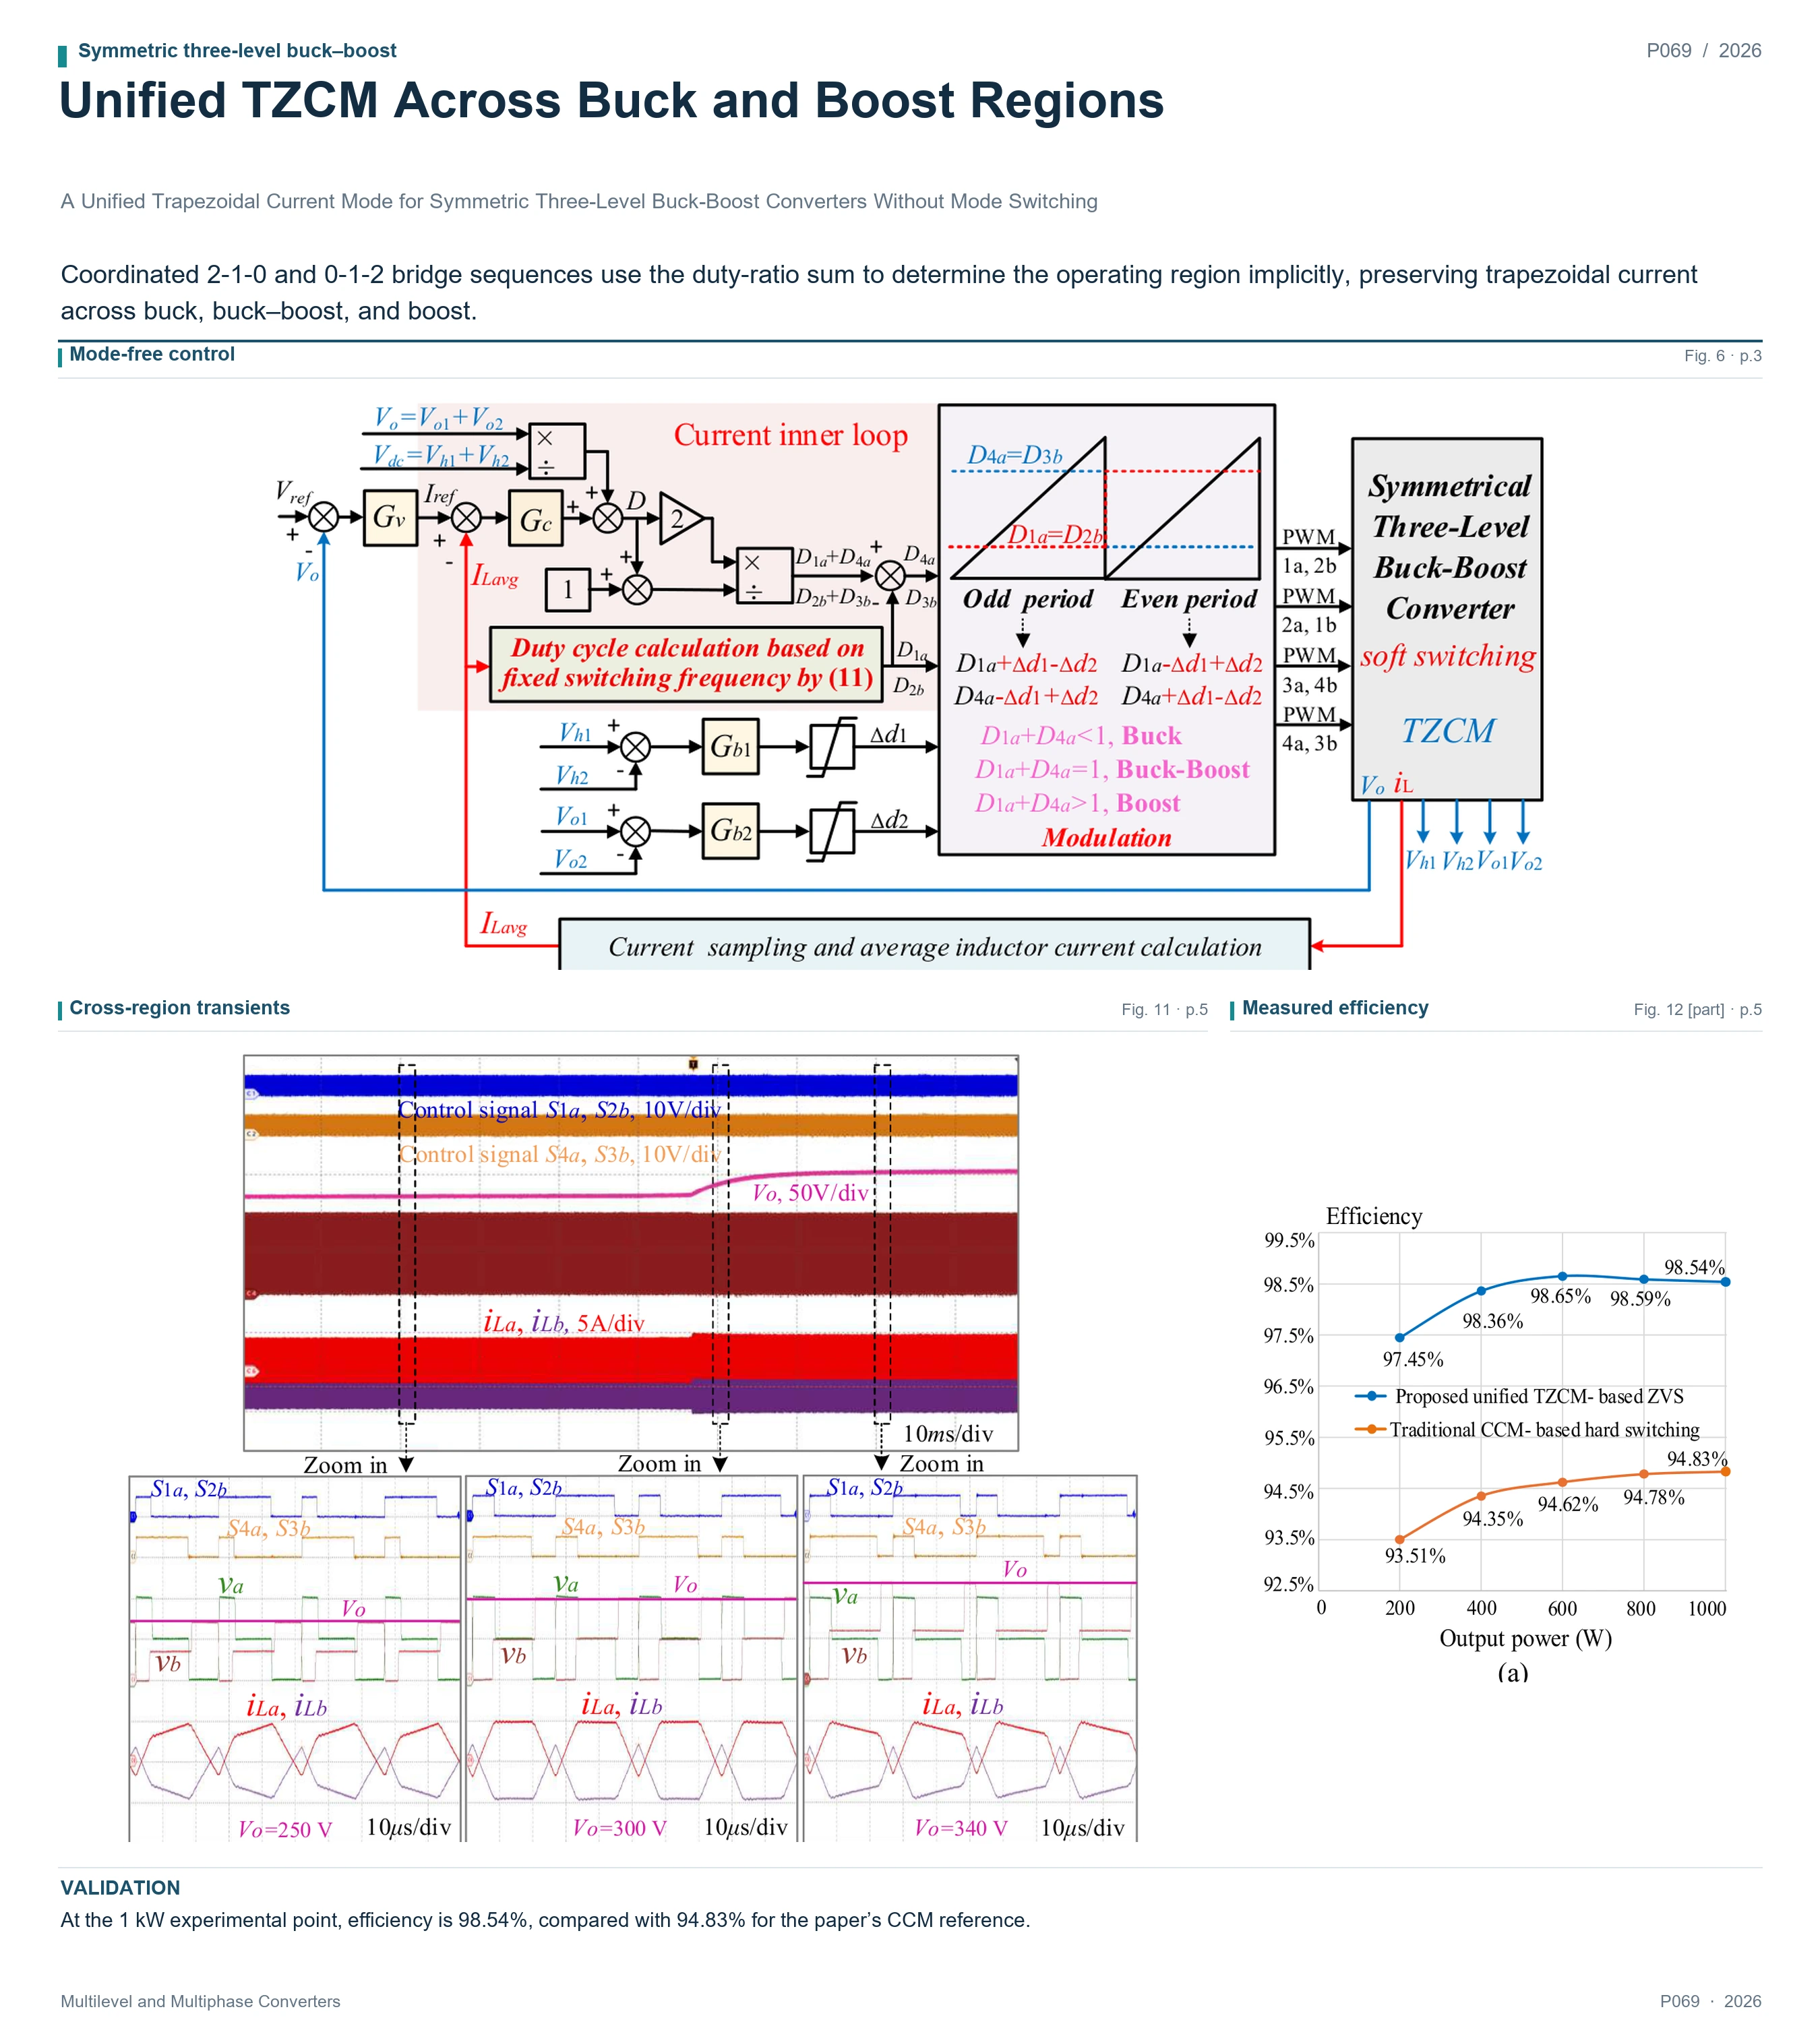 Symmetric three-level buck–boost
P069 / 2026
Unified TZCM Across Buck and Boost Regions
A Unified Trapezoidal Current Mode for Symmetric Three-Level Buck-Boost Converters Without Mode Switching
Coordinated 2-1-0 and 0-1-2 bridge sequences use the duty-ratio sum to determine the operating region implicitly, preserving trapezoidal current
across buck, buck–boost, and boost.
Mode-free control
Fig. 6 · p.3
Vo=Vo1+Vo2
Vdc=Vh1+Vh2
×
÷
Current inner loop
Vref
+
-
Vo
Gv
Iref
+
-
ILavg
Gc
+
+
D
2
1
+
+
×
÷
D1a+D4a
D2b+D3b
+
-
D4a
D3b
Duty cycle calculation based on
fixed switching frequency by (11)
D1a
D2b
Vh1
+
Vh2
-
Gb1
Δd1
Vo1
+
Vo2
-
Gb2
Δd2
D4a=D3b
D1a=D2b
Odd period
Even period
D1a+Δd1-Δd2
D1a-Δd1+Δd2
D4a-Δd1+Δd2
D4a+Δd1-Δd2
D1a+D4a<1, Buck
D1a+D4a=1, Buck-Boost
D1a+D4a>1, Boost
Modulation
PWM
1a, 2b
PWM
2a, 1b
PWM
3a, 4b
PWM
4a, 3b
Symmetrical
Three-Level
Buck-Boost
Converter
soft switching
TZCM
Vo iL
Vh1 Vh2 Vo1 Vo2
ILavg
Current sampling and average inductor current calculation
Cross-region transients
Fig. 11 · p.5
Control signal S1a, S2b, 10V/div
Control signal S4a, S3b, 10V/div
Vo, 50V/div
iLa, iLb, 5A/div
10ms/div
Zoom in
Zoom in
Zoom in
S1a, S2b
S4a, S3b
va
Vo
vb
iLa, iLb
Vo=250 V
10μs/div
S1a, S2b
S4a, S3b
va
Vo
vb
iLa, iLb
Vo=300 V
10μs/div
S1a, S2b
S4a, S3b
Vo
va
vb
iLa, iLb
Vo=340 V
10μs/div
Measured efficiency
Fig. 12 [part] · p.5
Efficiency
99.5%
98.5%
97.5%
96.5%
95.5%
94.5%
93.5%
92.5%
97.45%
98.36%
98.65%
98.59%
98.54%
Proposed unified TZCM- based ZVS
Traditional CCM- based hard switching
93.51%
94.35%
94.62%
94.78%
94.83%
0 200 400 600 800 1000
Output power (W)
(a)
VALIDATION
At the 1 kW experimental point, efficiency is 98.54%, compared with 94.83% for the paper’s CCM reference.
Multilevel and Multiphase Converters
P069 · 2026